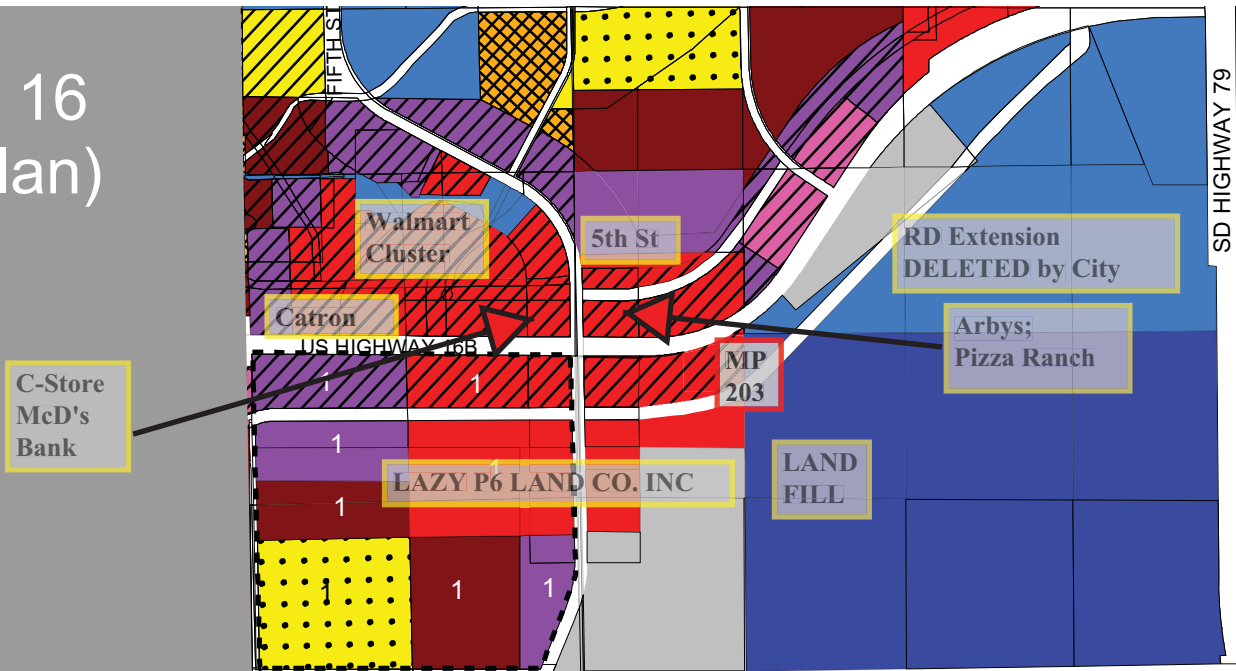 16
lan)
FIFTH ST
SD HIGHWAY 79
Walmart
Cluster
5th St
RD Extension
DELETED by City
Catron
US HIGHWAY 16B
Arbys;
Pizza Ranch
MP
203
C-Store
McD's
Bank
1
1
1
1
LAZY P6 LAND CO. INC
LAND
FILL
1
1
1
1